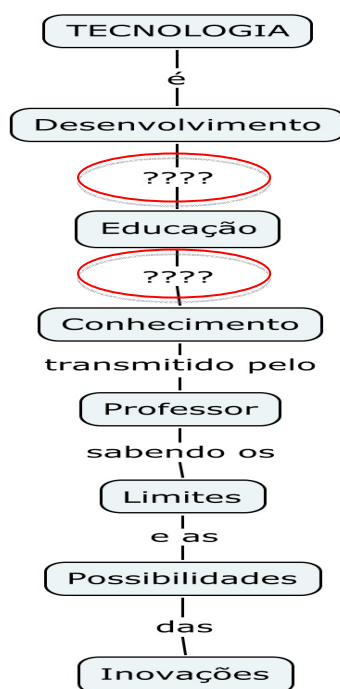 TECNOLOGIA
é
Desenvolvimento
????
Educação
????
Conhecimento
transmitido pelo
Professor
sabendo os
Limites
e as
Possibilidades
das
Inovações